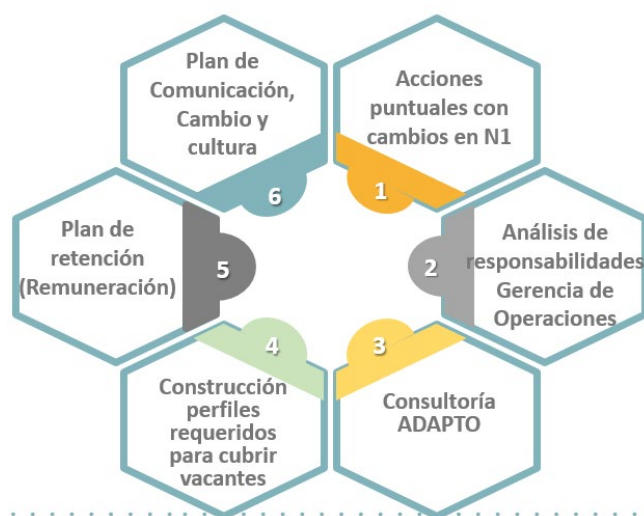 Acciones
puntuales con
cambios en N1
1
Análisis de
responsabilidades
Gerencia de
Operaciones
2
Consultoría
ADAPTO
3
Construcción
perfiles
requeridos
para cubrir
vacantes
4
Plan de
retención
(Remuneración)
5
Plan de
Comunicación,
Cambio y
cultura
6